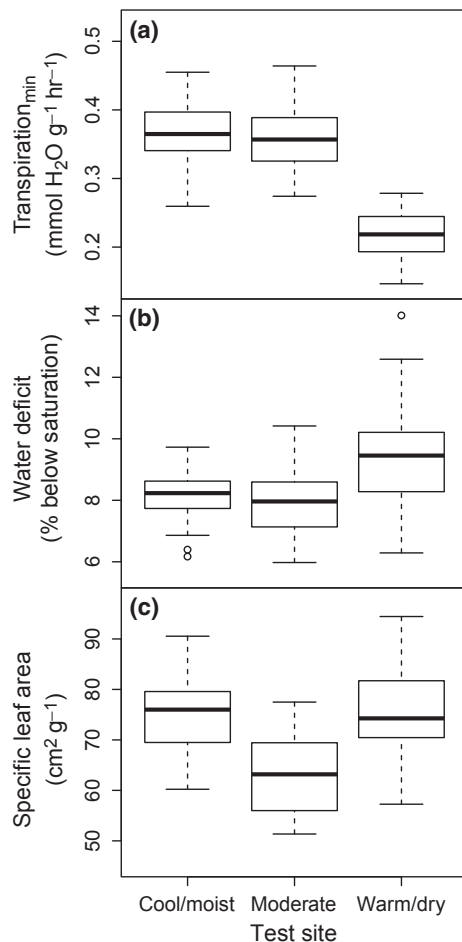 (a)
Transpiration_min
(mmol H₂O g⁻¹ hr⁻¹)
0.5
0.4
0.3
0.2
(b)
Water deficit
(% below saturation)
14
12
10
8
6
(c)
Specific leaf area
(cm² g⁻¹)
90
80
70
60
50
Cool/moist Moderate Warm/dry
Test site